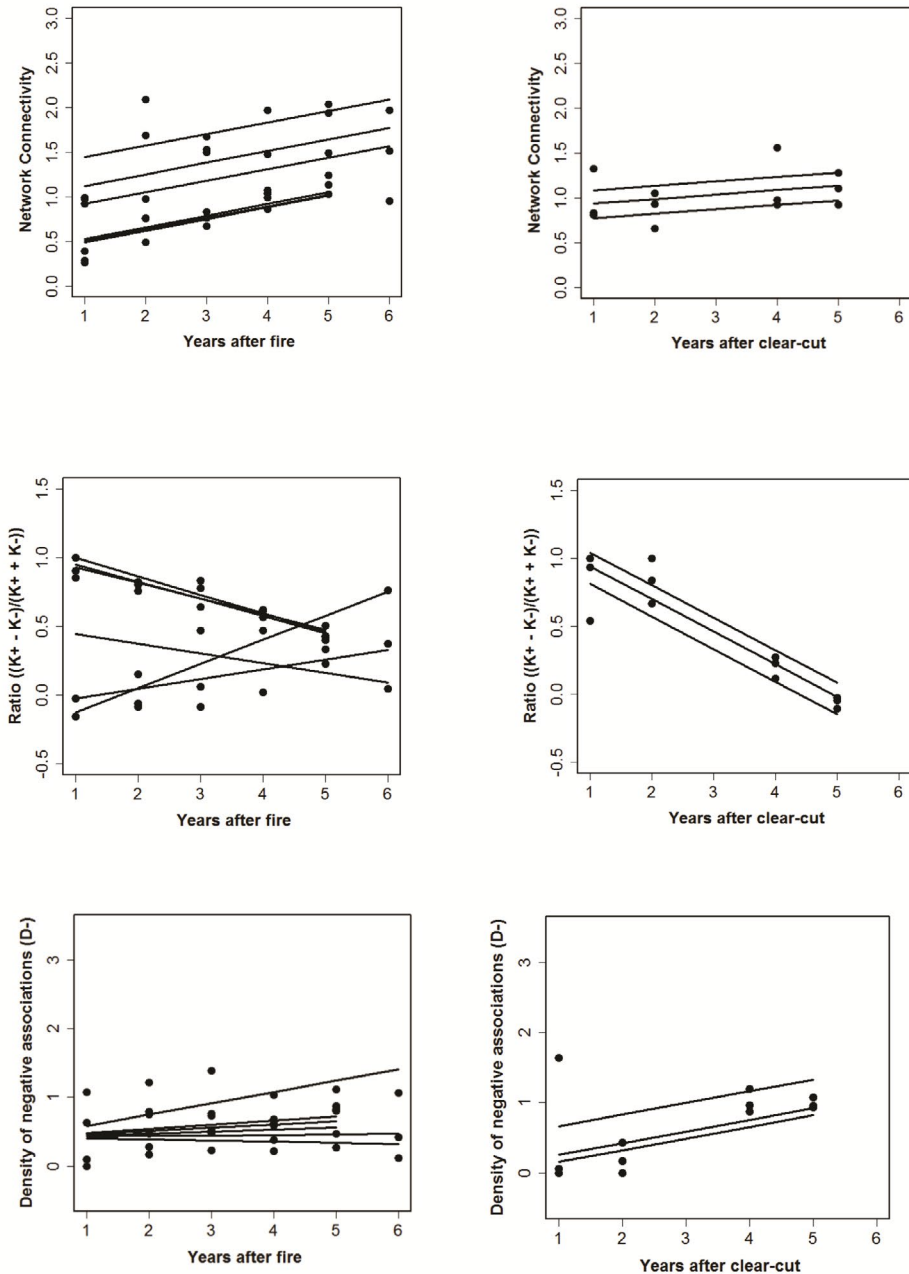 Network Connectivity
3.0
2.5
2.0
1.5
1.0
0.5
0.0
1 2 3 4 5 6
Years after fire
Network Connectivity
3.0
2.5
2.0
1.5
1.0
0.5
0.0
1 2 3 4 5 6
Years after clear-cut
Ratio ((K+ - K-)/(K+ + K-))
1.5
1.0
0.5
0.0
-0.5
1 2 3 4 5 6
Years after fire
Ratio ((K+ - K-)/(K+ + K-))
1.5
1.0
0.5
0.0
-0.5
1 2 3 4 5 6
Years after clear-cut
Density of negative associations (D-)
3
2
1
0
1 2 3 4 5 6
Years after fire
Density of negative associations (D-)
3
2
1
0
1 2 3 4 5 6
Years after clear-cut